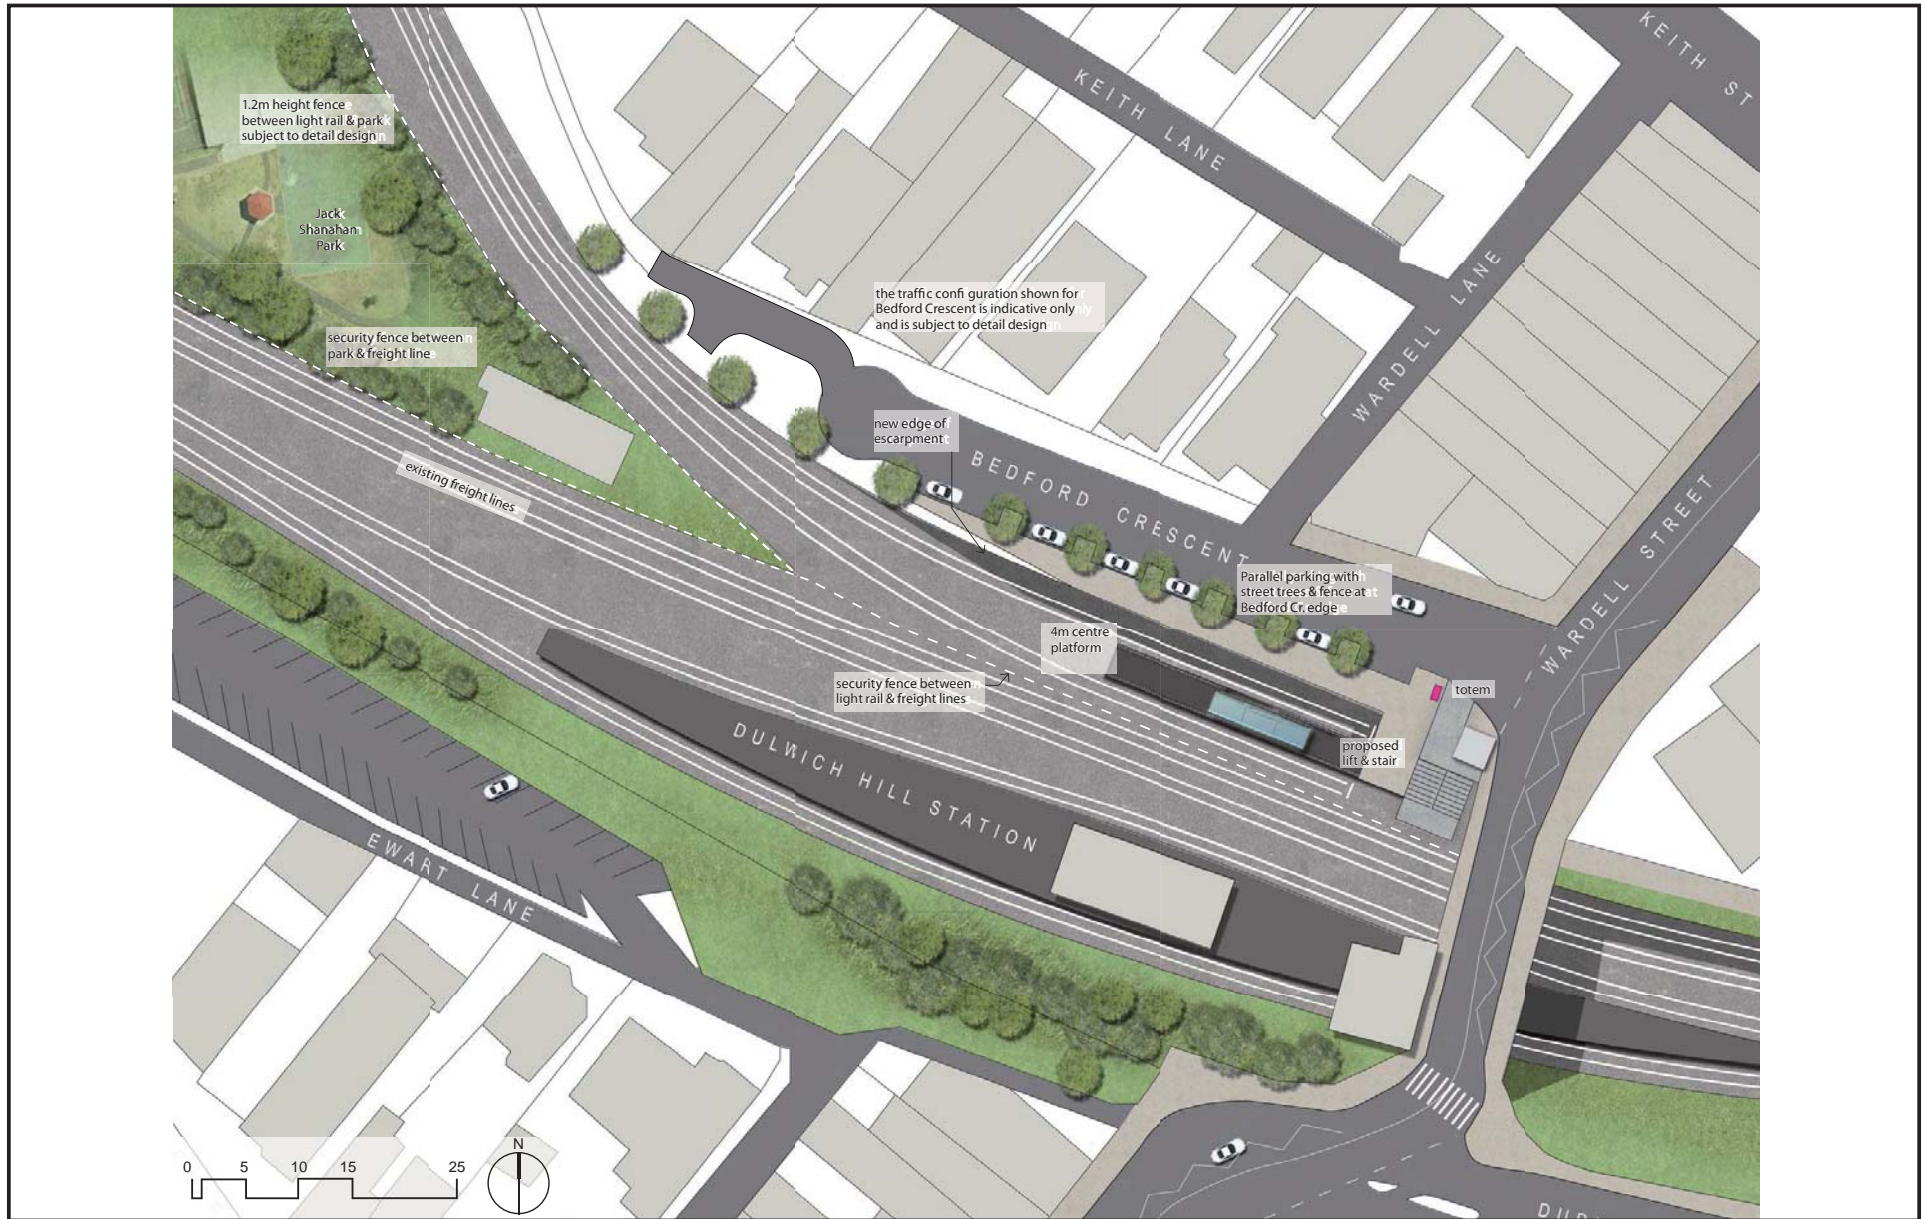 KEITH ST
KEITH LANE
1.2m height fence
between light rail & park
subject to detail design
Jack
Shanahan
Park
the traffic confi guration shown for
Bedford Crescent is indicative only
and is subject to detail design
WARDELL LANE
security fence between
park & freight line
new edge of
escarpment
existing freight lines
BEDFORD CRESCENT
WARDELL STREET
Parallel parking with
street trees & fence at
Bedford Cr. edge
4m centre
platform
security fence between
light rail & freight lines
totem
proposed
lift & stair
DULWICH HILL STATION
EWART LANE
N
0 5 10 15 25